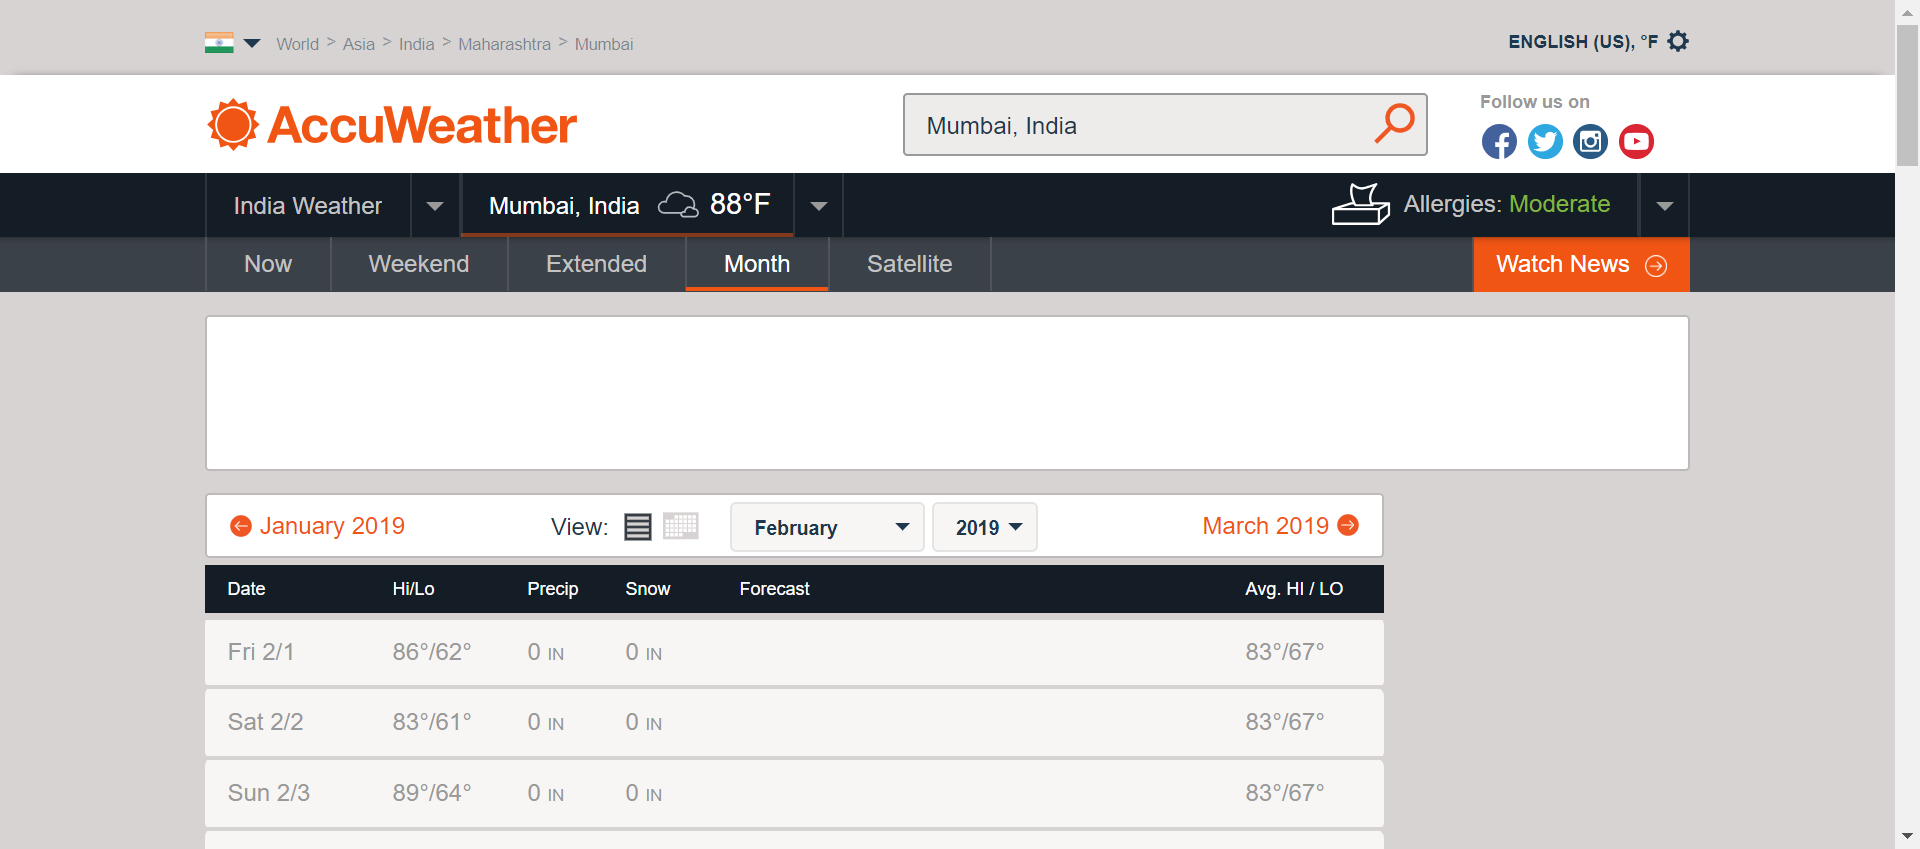 World > Asia > India > Maharashtra > Mumbai
ENGLISH (US), °F
AccuWeather
Mumbai, India
Follow us on
India Weather
Mumbai, India 88°F
Allergies: Moderate
Now Weekend Extended Month Satellite Watch News
January 2019 View: February 2019 March 2019
Date Hi/Lo Precip Snow Forecast Avg. HI / LO
Fri 2/1 86°/62° 0 IN 0 IN 83°/67°
Sat 2/2 83°/61° 0 IN 0 IN 83°/67°
Sun 2/3 89°/64° 0 IN 0 IN 83°/67°